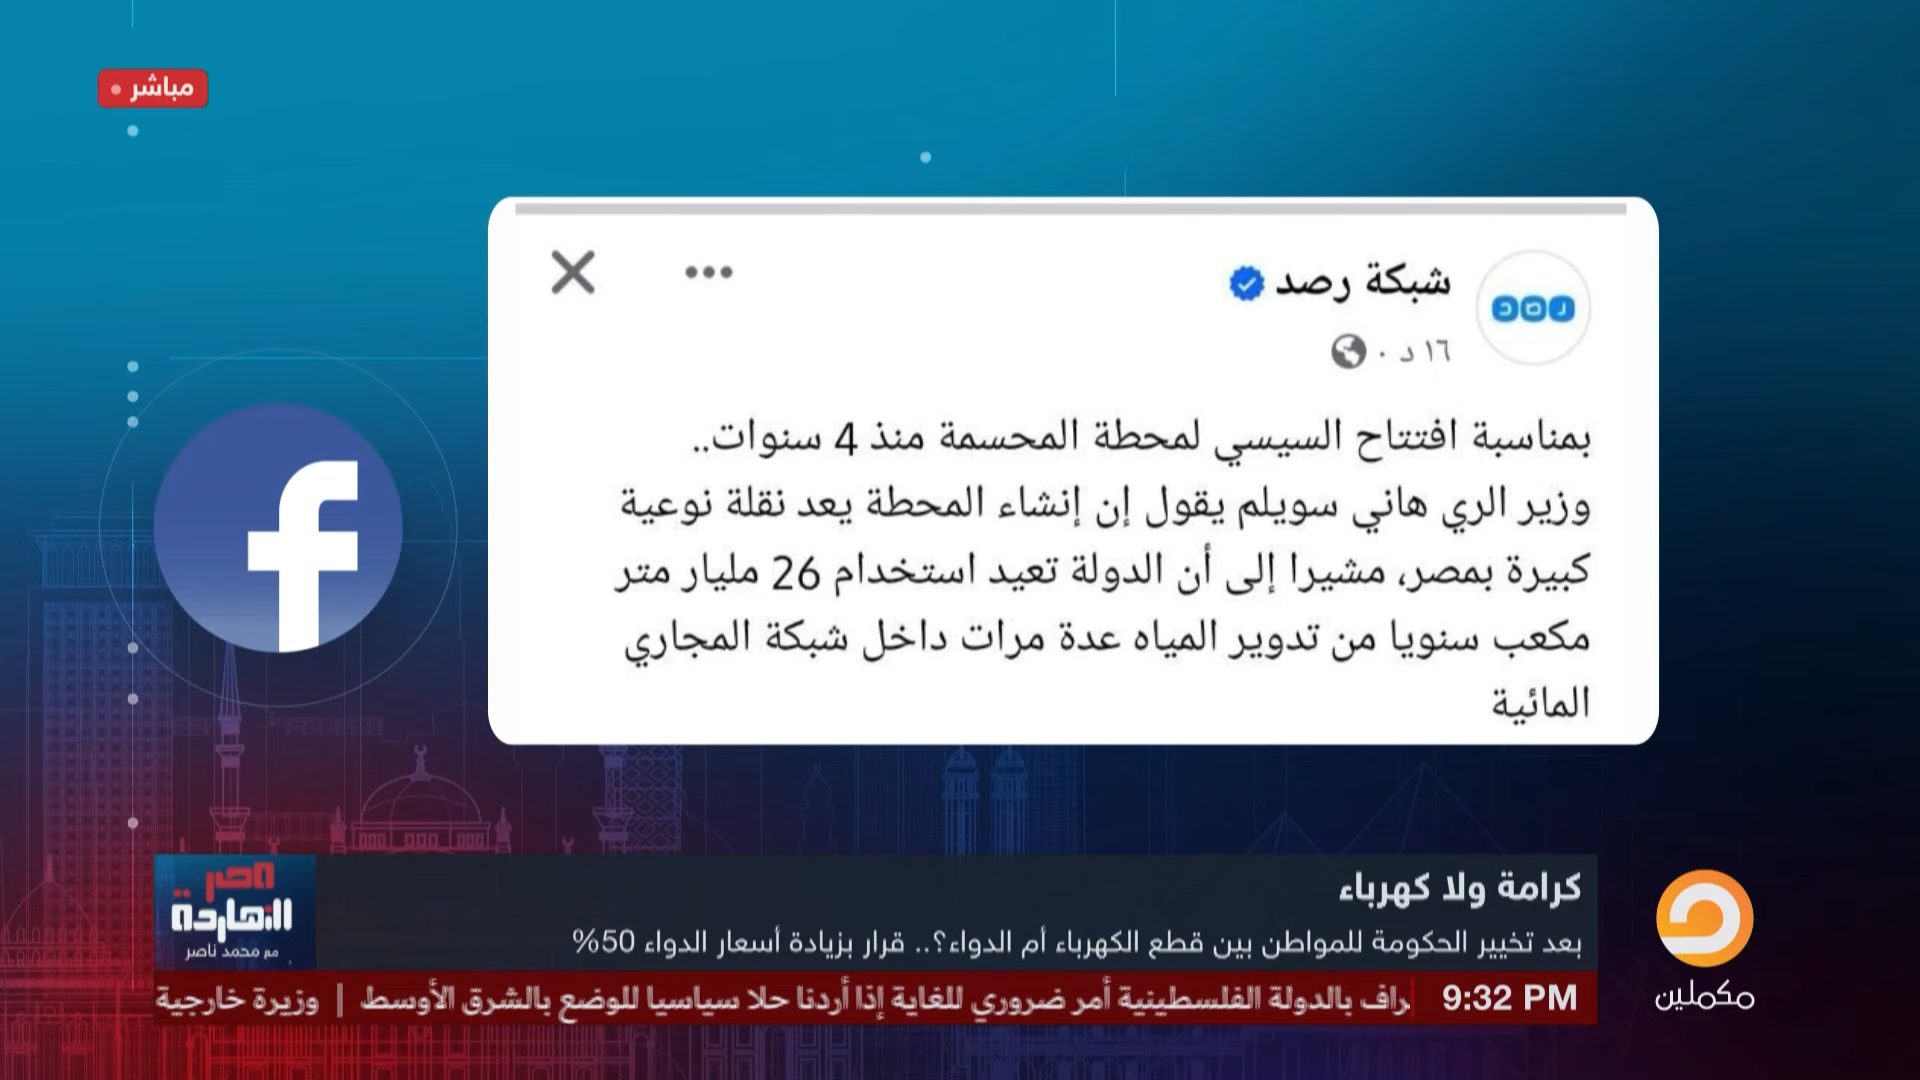 مباشر
شبكة رصد
١٦ د ·
رصد
بمناسبة افتتاح السيسي لمحطة المحسمة منذ 4 سنوات..
وزير الري هاني سويلم يقول إن إنشاء المحطة يعد نقلة نوعية
كبيرة بمصر، مشيرا إلى أن الدولة تعيد استخدام 26 مليار متر
مكعب سنويا من تدوير المياه عدة مرات داخل شبكة المجاري
المائية
كرامة ولا كهرباء
بعد تخيير الحكومة للمواطن بين قطع الكهرباء أم الدواء؟.. قرار بزيادة أسعار الدواء 50%
مصر
النهاردة
مع محمد ناصر
9:32 PM
راف بالدولة الفلسطينية أمر ضروري للغاية إذا أردنا حلا سياسيا للوضع بالشرق الأوسط | وزيرة خارجية
مكملين